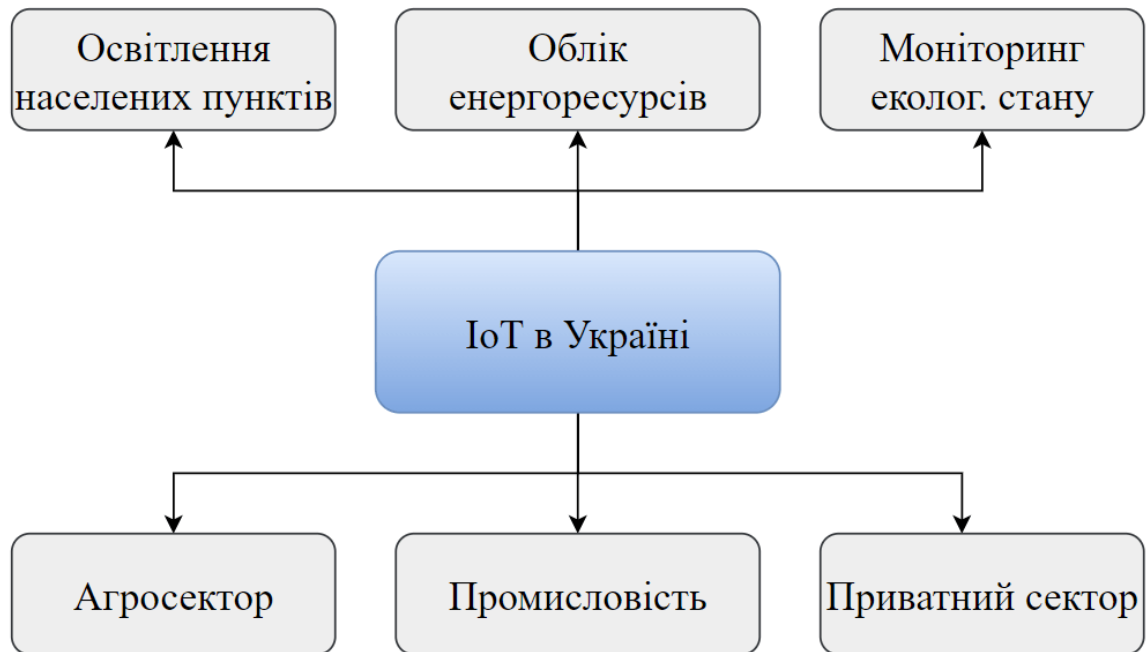 Освітлення
населених пунктів
Облік
енергоресурсів
Моніторинг
еколог. стану
IoT в Україні
Агросектор
Промисловість
Приватний сектор